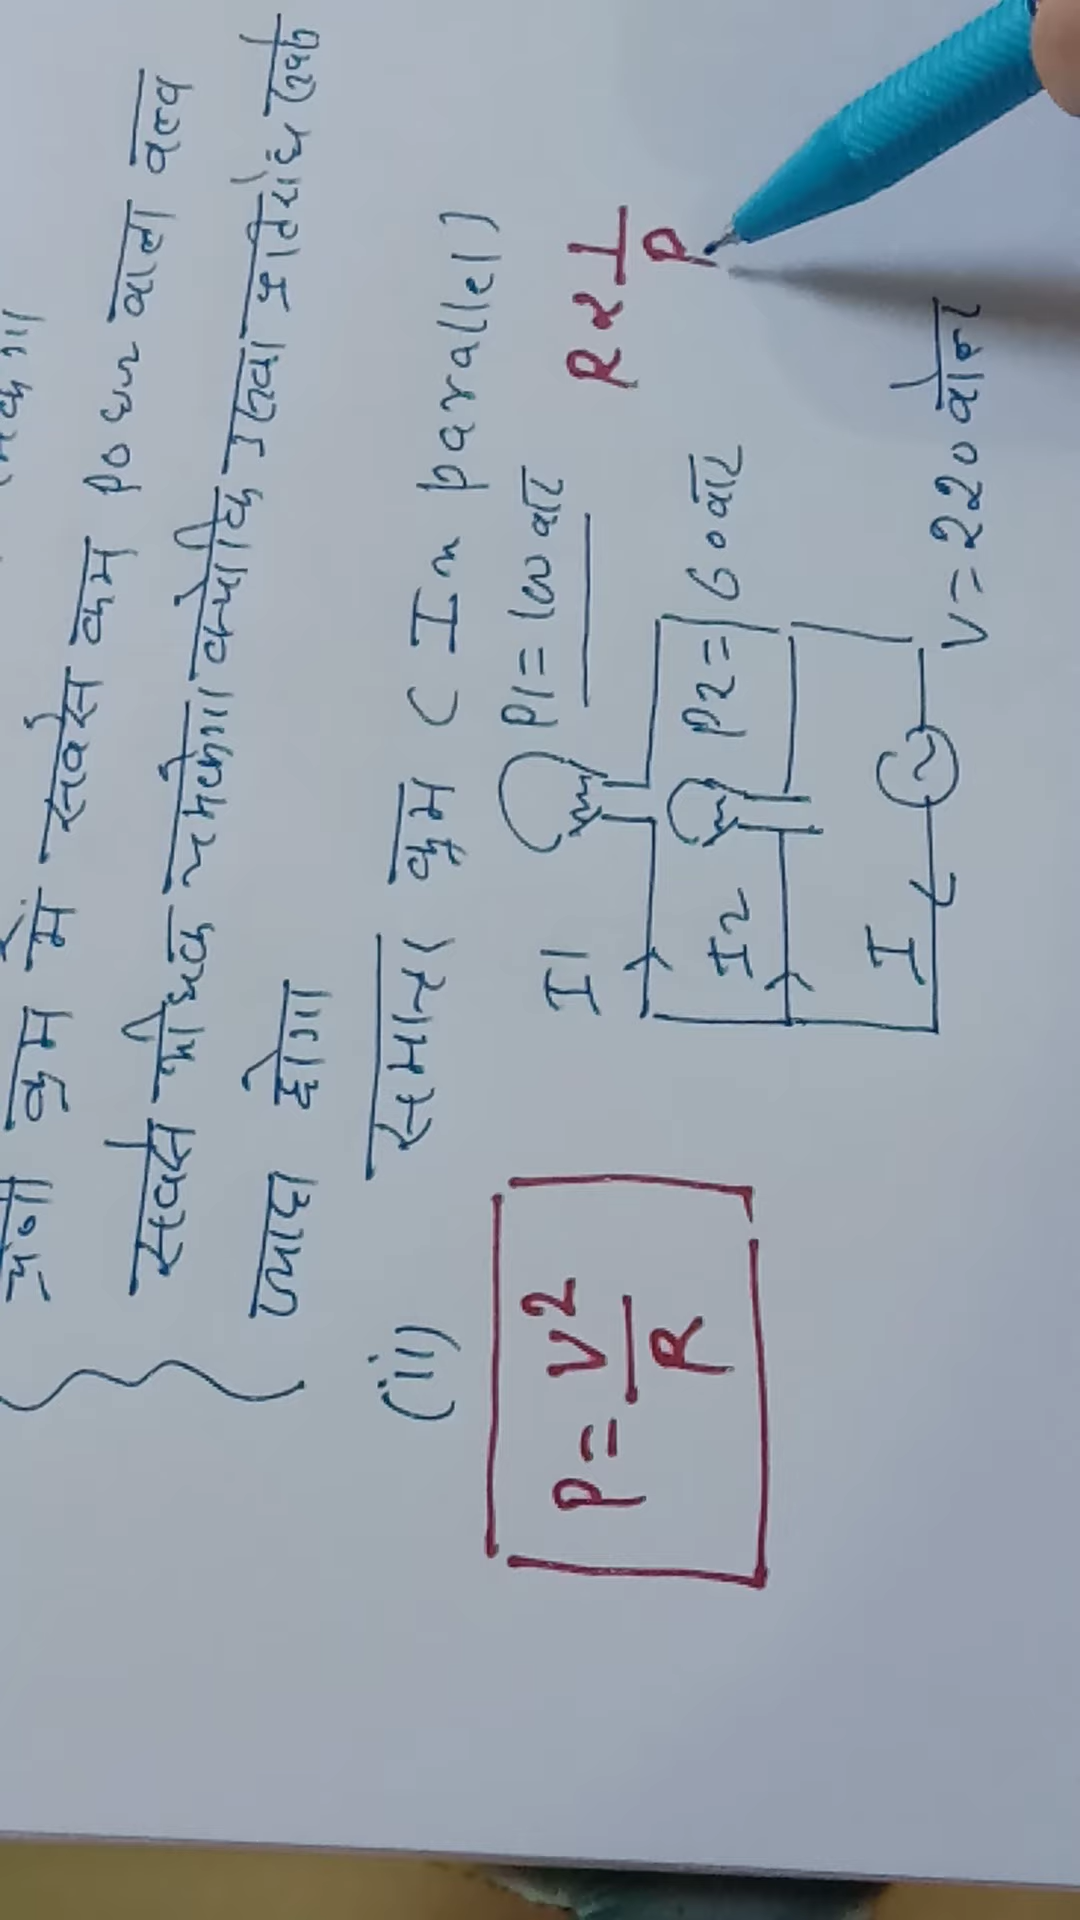 श्रेणी क्रम में सबसे कम power वाला बल्व
सबसे अधिक चमकेगा क्योंकि उसका प्रतिरोध सबसे
ज्यादा होगा
(ii) समान्तर क्रम ( In parallel)
P = V²/R
I1
P1 = 100 वाट
R ∝ 1/P
I2
P2 = 60 वाट
I
V = 220 वोल्ट